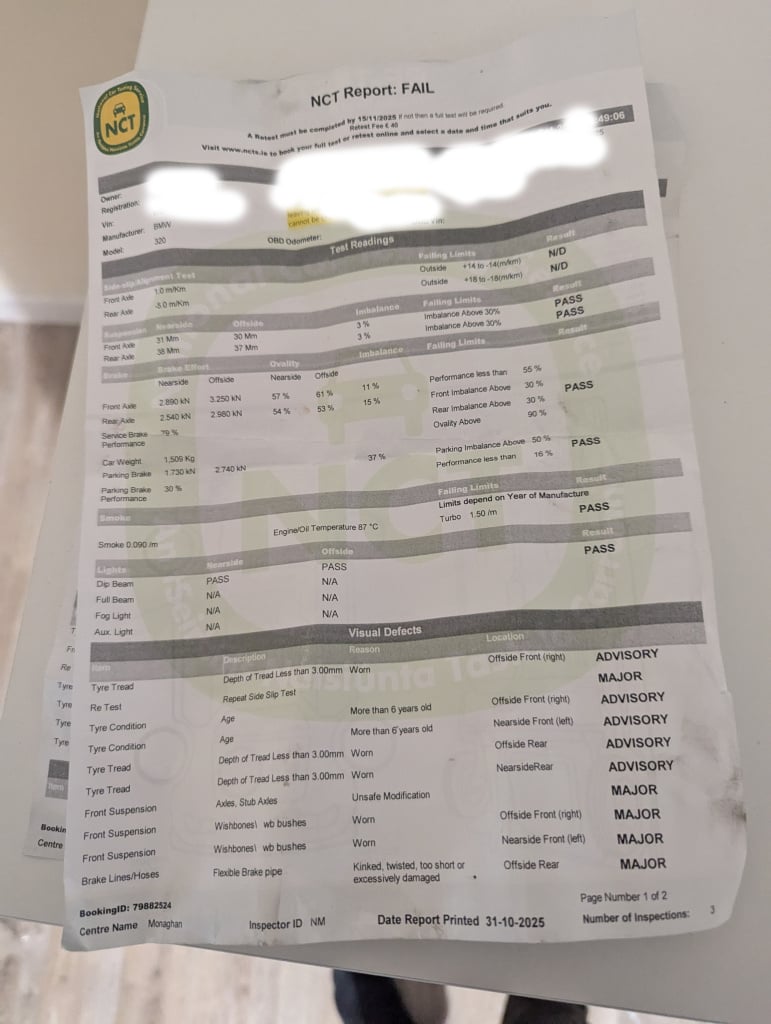 NCT
NCT Report: FAIL
A Retest must be completed by 15/11/2025 if not then a full test will be required.
Retest Fee € 40
Visit www.ncts.ie to book your full test or retest online and select a date and time that suits you.
49:06
Owner:
Registration:
Vin:
cannot be
Manufacturer: BMW
Model: 320
OBD Odometer:
Test Readings
Side-slip/Alignment Test Failing Limits Result
Front Axle 1.0 m/Km Outside +14 to -14(m/km) N/D
Rear Axle -5.0 m/Km Outside +18 to -18(m/km) N/D
Suspension Nearside Offside Imbalance Failing Limits Result
Front Axle 31 Mm 30 Mm 3 % Imbalance Above 30% PASS
Rear Axle 38 Mm 37 Mm 3 % Imbalance Above 30% PASS
Brake Brake Effort Ovality Imbalance Failing Limits Result
Nearside Offside Nearside Offside
Front Axle 2.890 kN 3.250 kN 57 % 61 % 11 % Performance less than 55 %
Rear Axle 2.540 kN 2.980 kN 54 % 53 % 15 % Front Imbalance Above 30 % PASS
Service Brake Performance 79 % Rear Imbalance Above 30 %
Ovality Above 90 %
Car Weight 1,509 Kg
Parking Brake 1.730 kN 2.740 kN 37 % Parking Imbalance Above 50 % PASS
Parking Brake Performance 30 % Performance less than 16 %
Smoke Failing Limits Result
Limits depend on Year of Manufacture
Smoke 0.090 /m Engine/Oil Temperature 87 °C Turbo 1.50 /m PASS
Lights Nearside Offside Result
Dip Beam PASS PASS PASS
Full Beam N/A N/A
Fog Light N/A N/A
Aux. Light N/A N/A
Visual Defects
Item Description Reason Location
Tyre Tread Depth of Tread Less than 3.00mm Worn Offside Front (right) ADVISORY
Re Test Repeat Side Slip Test MAJOR
Tyre Condition Age More than 6 years old Offside Front (right) ADVISORY
Tyre Condition Age More than 6 years old Nearside Front (left) ADVISORY
Tyre Tread Depth of Tread Less than 3.00mm Worn Offside Rear ADVISORY
Tyre Tread Depth of Tread Less than 3.00mm Worn NearsideRear ADVISORY
Front Suspension Axles, Stub Axles Unsafe Modification MAJOR
Front Suspension Wishbones\ wb bushes Worn Offside Front (right) MAJOR
Front Suspension Wishbones\ wb bushes Worn Nearside Front (left) MAJOR
Brake Lines/Hoses Flexible Brake pipe Kinked, twisted, too short or excessively damaged Offside Rear MAJOR
Page Number 1 of 2
BookingID: 79882524
Centre Name Monaghan Inspector ID NM Date Report Printed 31-10-2025 Number of Inspections: 3
Re
Tyre
Tyre
Tyre
Tyre
Item
Bookin
Centre